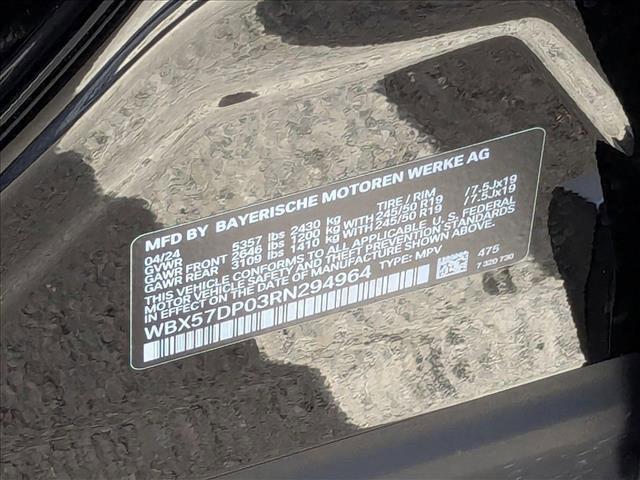 MFD BY BAYERISCHE MOTOREN WERKE AG
04/24 5357 lbs 2430 kg TIRE / RIM
GVWR FRONT 2646 lbs 1200 kg WITH 245/50 R19 /7.5Jx19
GAWR REAR 3109 lbs 1410 kg WITH 245/50 R19 /7.5Jx19
THIS VEHICLE CONFORMS TO ALL APPLICABLE U. S. FEDERAL
MOTOR VEHICLE SAFETY AND THEFT PREVENTION STANDARDS
IN EFFECT ON THE DATE OF MANUFACTURE SHOWN ABOVE.
WBX57DP03RN294964 TYPE: MPV 475
7 320 730